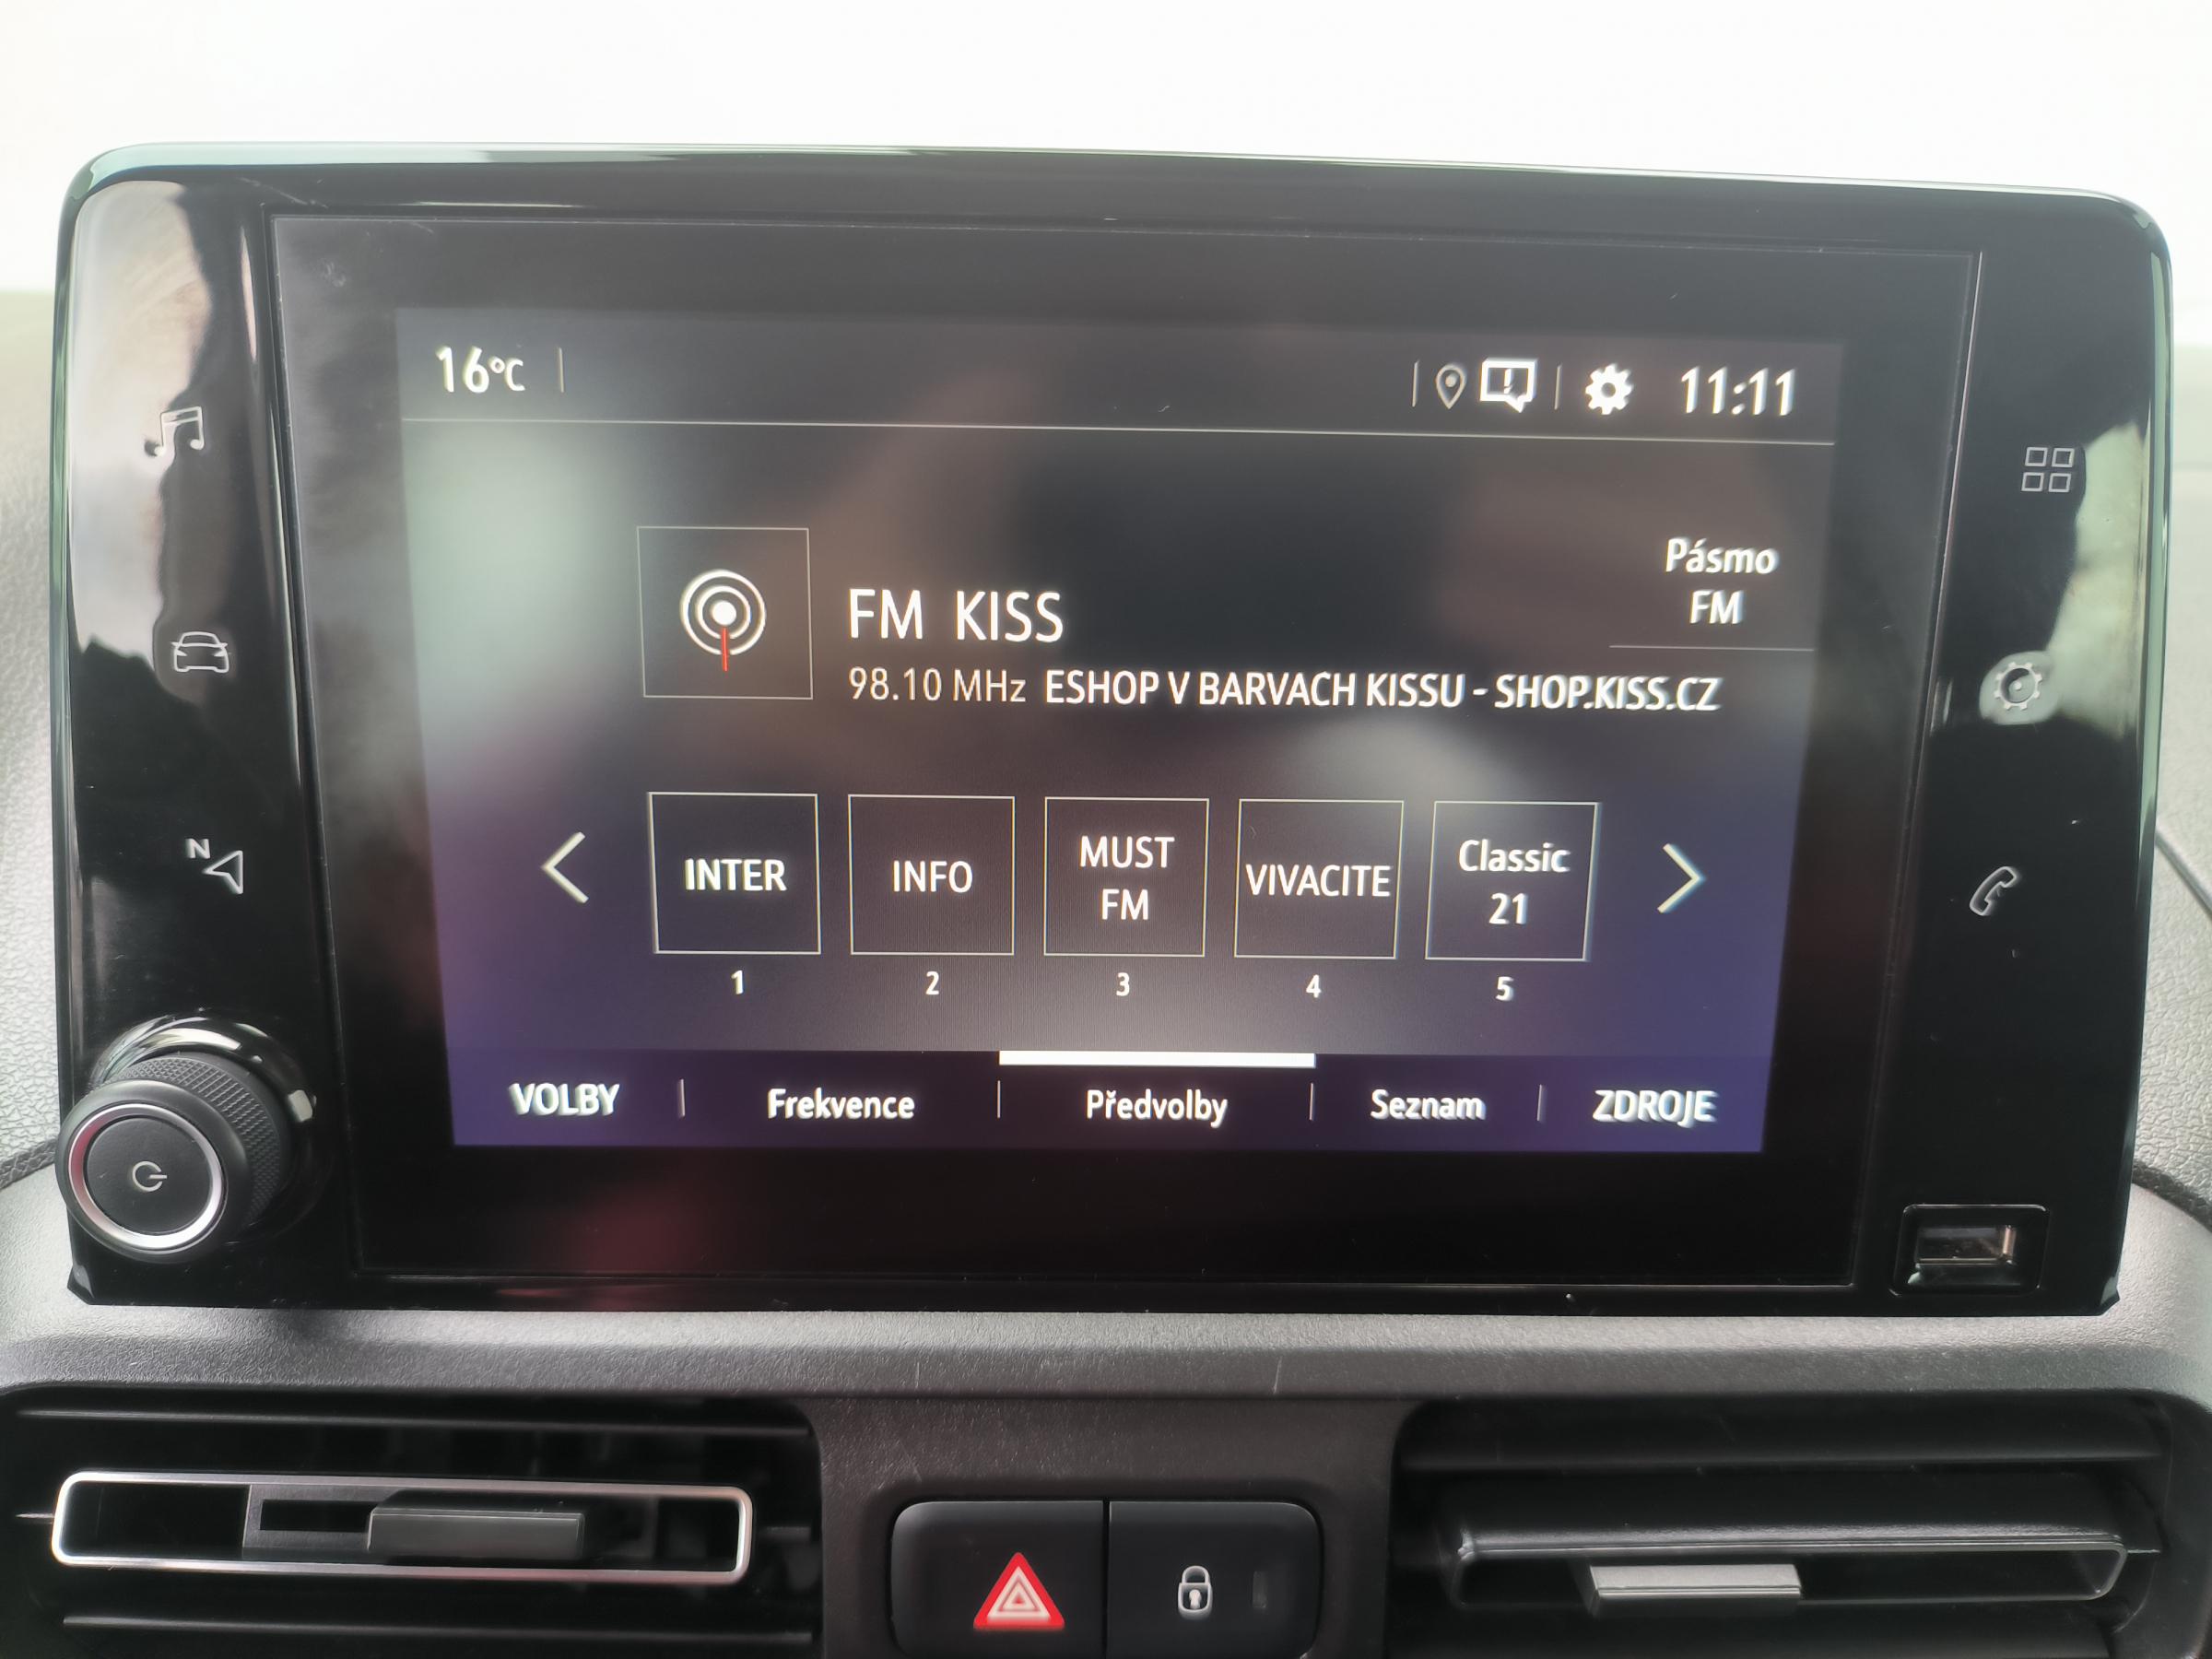 16°C
11:11
Pásmo
FM
FM KISS
98.10 MHz ESHOP V BARVACH KISSU - SHOP.KISS.CZ
INTER
INFO
MUST
FM
VIVACITE
Classic
21
1
2
3
4
5
VOLBY
Frekvence
Předvolby
Seznam
ZDROJE
N